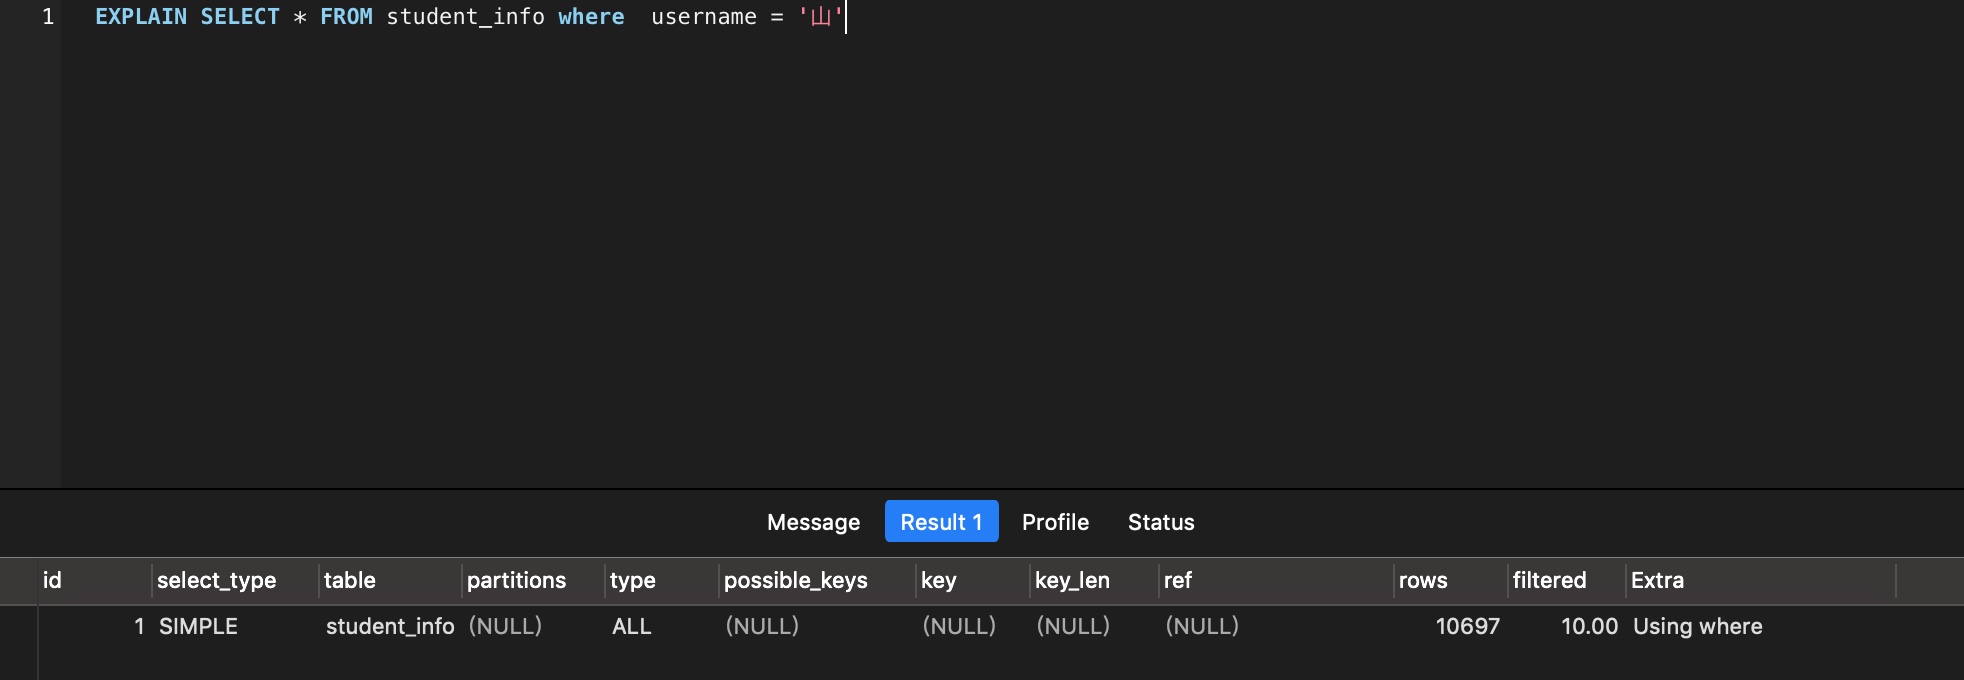 1 EXPLAIN SELECT * FROM student_info where  username = '山'
Message Result 1 Profile Status
id select_type table partitions type possible_keys key key_len ref rows filtered Extra
1 SIMPLE student_info (NULL) ALL (NULL) (NULL) (NULL) (NULL) 10697 10.00 Using where